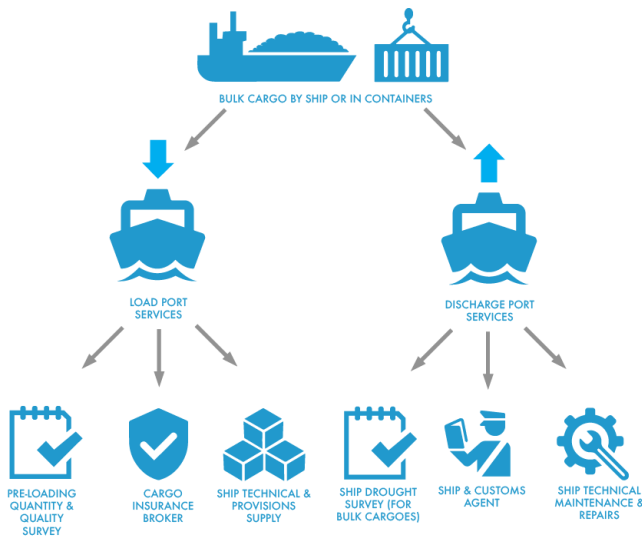 BULK CARGO BY SHIP OR IN CONTAINERS
LOAD PORT
SERVICES
DISCHARGE PORT
SERVICES
PRE-LOADING
QUANTITY &
QUALITY
SURVEY
CARGO
INSURANCE
BROKER
SHIP TECHNICAL &
PROVISIONS
SUPPLY
SHIP DROUGHT
SURVEY (FOR
BULK CARGOES)
SHIP & CUSTOMS
AGENT
SHIP TECHNICAL
MAINTENANCE &
REPAIRS